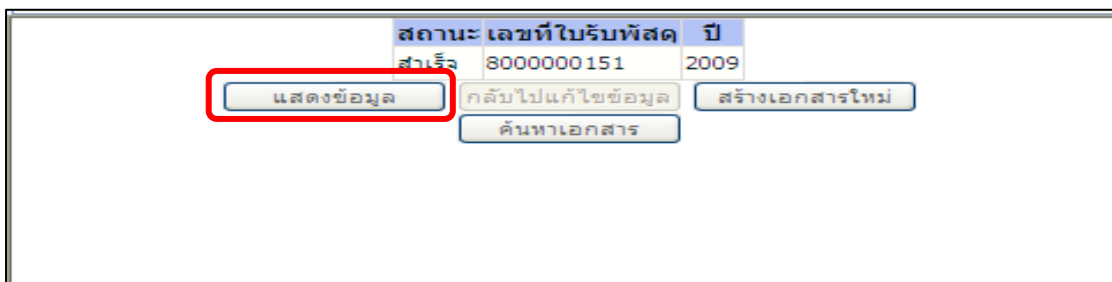 สถานะ เลขที่ใบรับพัสดุ ปี
สำเร็จ 8000000151 2009
แสดงข้อมูล กลับไปแก้ไขข้อมูล สร้างเอกสารใหม่
ค้นหาเอกสาร